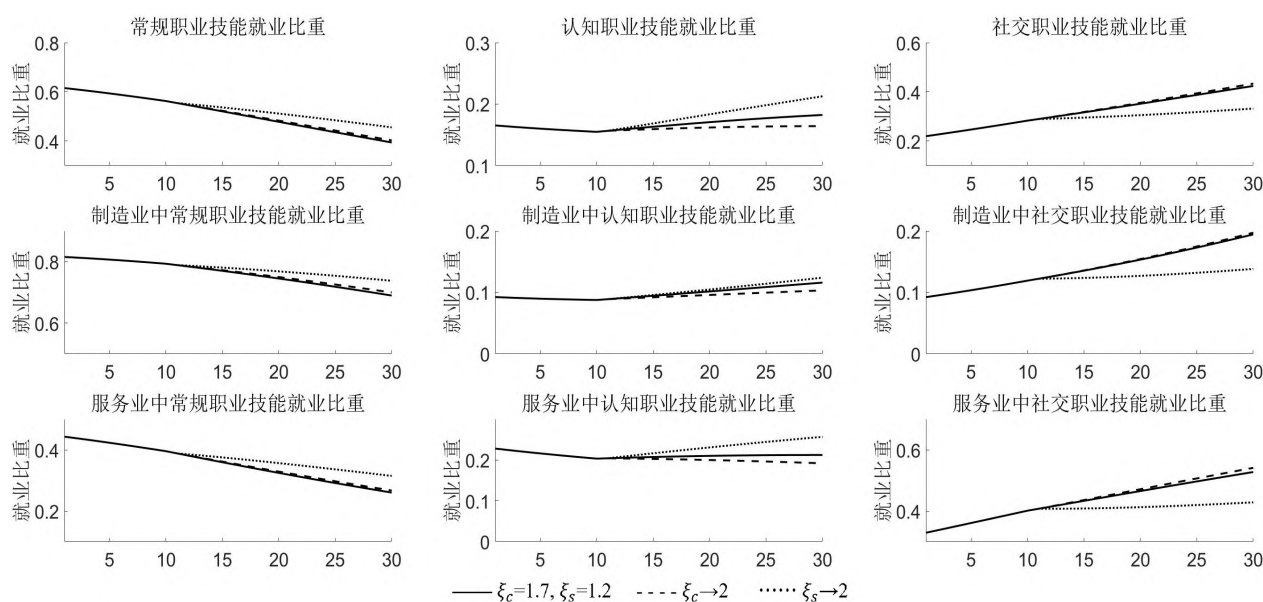 常规职业技能就业比重
认知职业技能就业比重
社交职业技能就业比重
就业比重
0.8
0.6
0.4
5 10 15 20 25 30
就业比重
0.3
0.2
0.1
5 10 15 20 25 30
就业比重
0.6
0.4
0.2
5 10 15 20 25 30
制造业中常规职业技能就业比重
制造业中认知职业技能就业比重
制造业中社交职业技能就业比重
就业比重
0.8
0.6
5 10 15 20 25 30
就业比重
0.2
0.1
0
5 10 15 20 25 30
就业比重
0.2
0.1
0
5 10 15 20 25 30
服务业中常规职业技能就业比重
服务业中认知职业技能就业比重
服务业中社交职业技能就业比重
就业比重
0.4
0.2
5 10 15 20 25 30
就业比重
0.2
0.1
0
5 10 15 20 25 30
就业比重
0.6
0.4
5 10 15 20 25 30
ξc=1.7, ξs=1.2 ξc→2 ξs→2